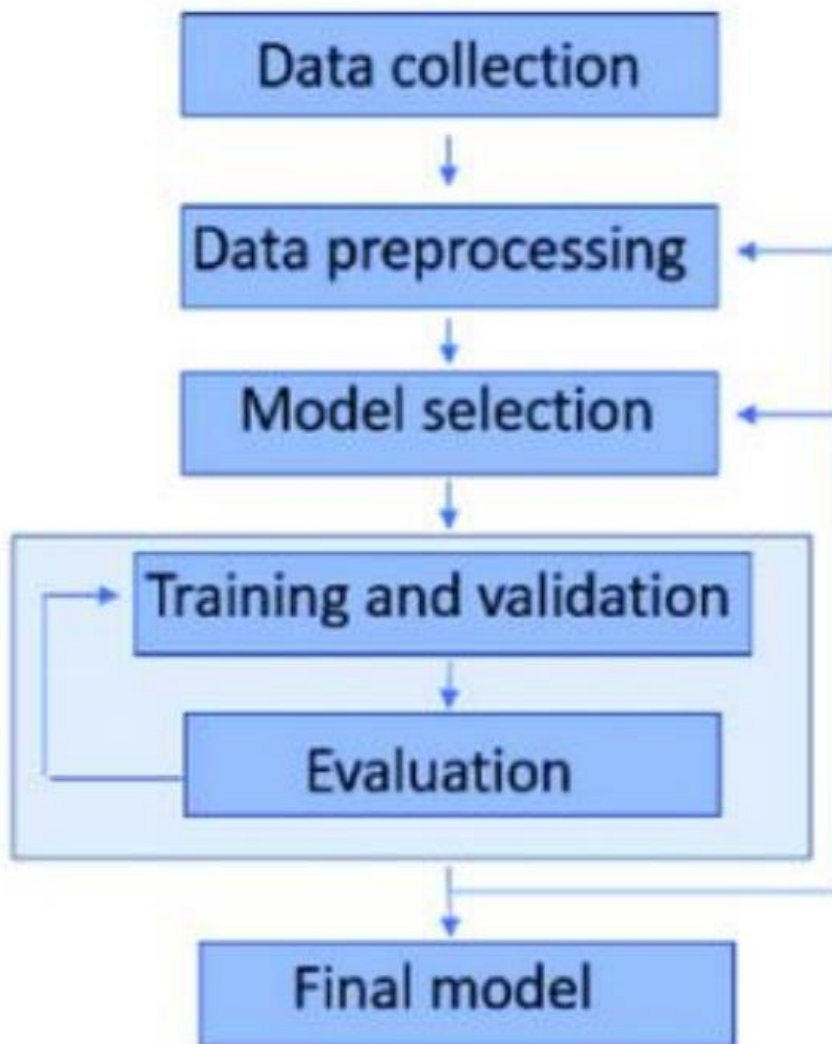 Data collection
Data preprocessing
Model selection
Training and validation
Evaluation
Final model